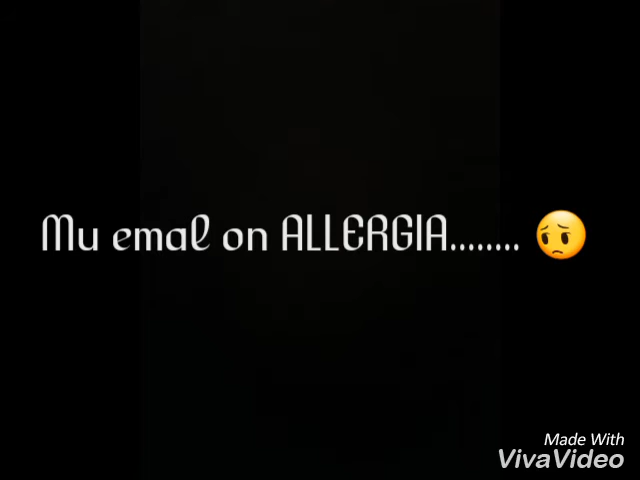 Mu emal on ALLERGIA........ 😔
Made With
VivaVideo